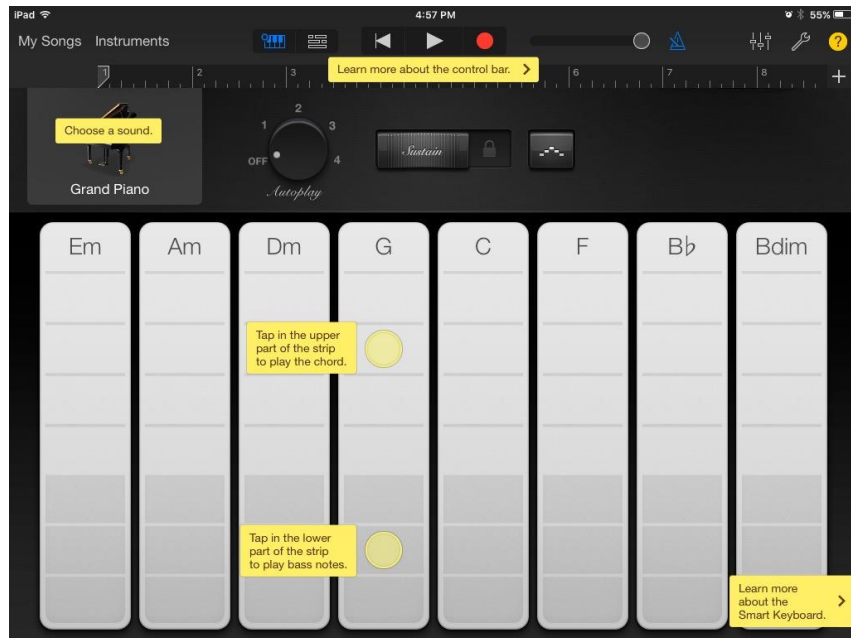 iPad
4:57 PM
55%
My Songs Instruments
1 2 3 6 7 8
Learn more about the control bar.
Choose a sound.
Grand Piano
OFF 1 2 3 4
Autoplay
Sustain
Em Am Dm G C F B♭ Bdim
Tap in the upper
part of the strip
to play the chord.
Tap in the lower
part of the strip
to play bass notes.
Learn more
about the
Smart Keyboard.